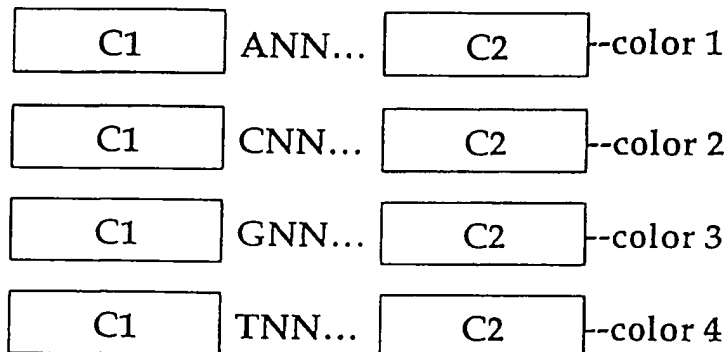 C1 ANN... C2 --color 1
C1 CNN... C2 --color 2
C1 GNN... C2 --color 3
C1 TNN... C2 --color 4